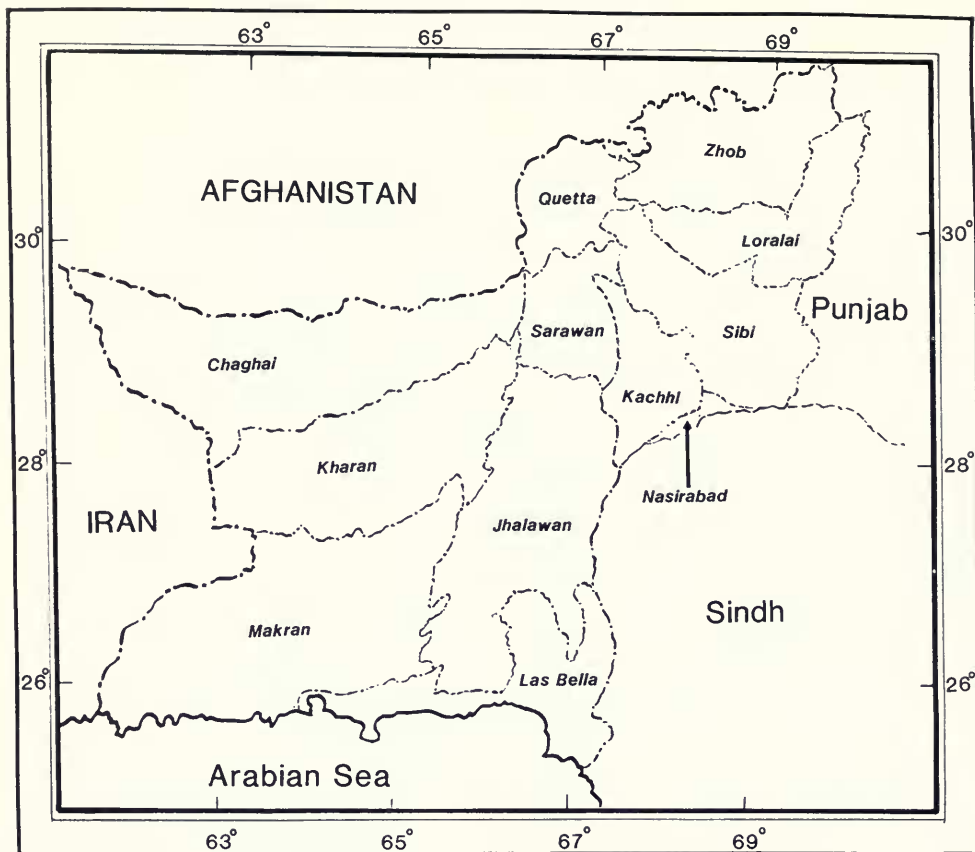 63° 65° 67° 69°
Zhob
AFGHANISTAN
Quetta
30° Loralai 30°
Punjab
Sarawan Sibi
Chaghai
Kachhl
28° Kharan 28°
Nasirabad
IRAN Jhalawan
Sindh
Makran
Las Bella
26° 26°
Arabian Sea
63° 65° 67° 69°